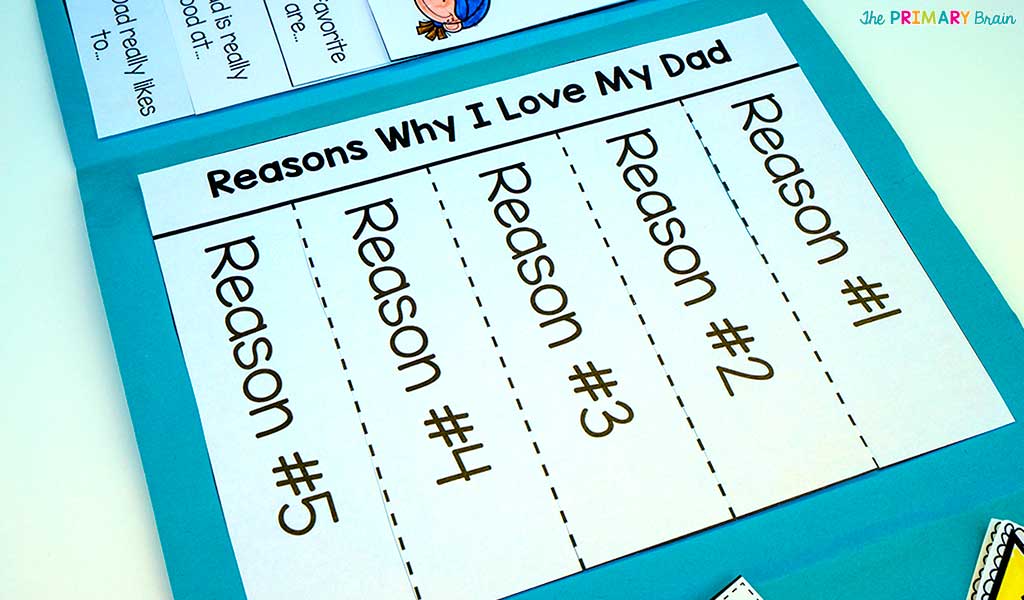 The PRIMARY Brain
Dad really likes
to...
is really
at...
Favorite
are...
Reasons Why I Love My Dad
Reason #1
Reason #2
Reason #3
Reason #4
Reason #5